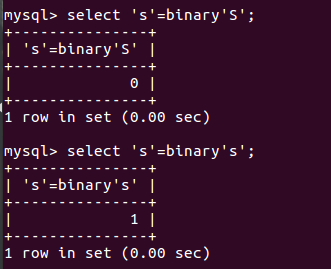 mysql> select 's'=binary'S';
+---------------+
| 's'=binary'S' |
+---------------+
|             0 |
+---------------+
1 row in set (0.00 sec)
mysql> select 's'=binary's';
+---------------+
| 's'=binary's' |
+---------------+
|             1 |
+---------------+
1 row in set (0.00 sec)